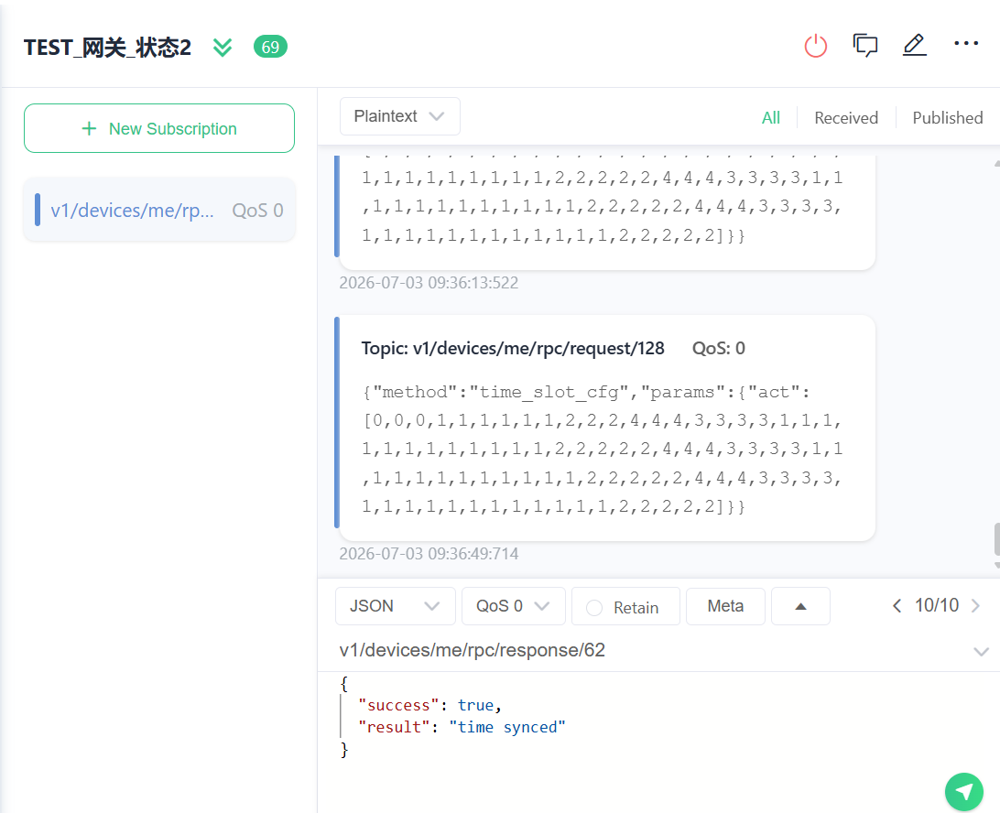 TEST_网关_状态2
69
New Subscription
v1/devices/me/rp... QoS 0
Plaintext
All
Received
Published
1,1,1,1,1,1,1,1,1,2,2,2,2,2,4,4,4,3,3,3,3,1,1
,1,1,1,1,1,1,1,1,1,1,2,2,2,2,2,4,4,4,3,3,3,3,
1,1,1,1,1,1,1,1,1,1,1,1,2,2,2,2,2]}}
2026-07-03 09:36:13:522
Topic: v1/devices/me/rpc/request/128 QoS: 0
{"method":"time_slot_cfg","params":{"act":
[0,0,0,1,1,1,1,1,1,2,2,2,4,4,4,3,3,3,3,1,1,1,
1,1,1,1,1,1,1,1,1,2,2,2,2,2,4,4,4,3,3,3,3,1,1
,1,1,1,1,1,1,1,1,1,1,2,2,2,2,2,4,4,4,3,3,3,3,
1,1,1,1,1,1,1,1,1,1,1,1,2,2,2,2,2]}}
2026-07-03 09:36:49:714
JSON
QoS 0
Retain
Meta
10/10
v1/devices/me/rpc/response/62
{
"success": true,
"result": "time synced"
}